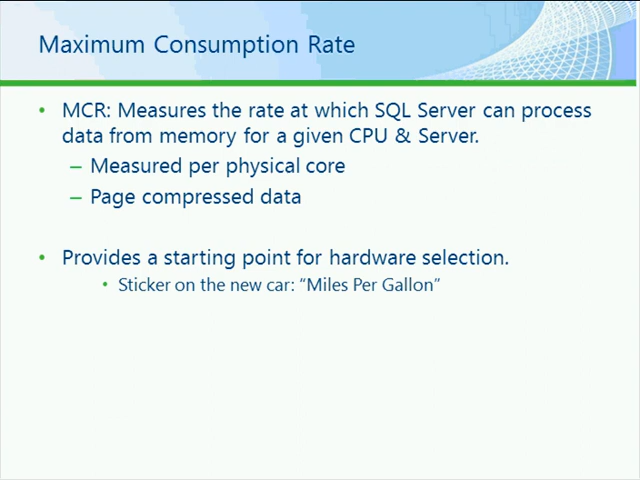 Maximum Consumption Rate
• MCR: Measures the rate at which SQL Server can process
data from memory for a given CPU & Server.
– Measured per physical core
– Page compressed data
• Provides a starting point for hardware selection.
• Sticker on the new car: “Miles Per Gallon”